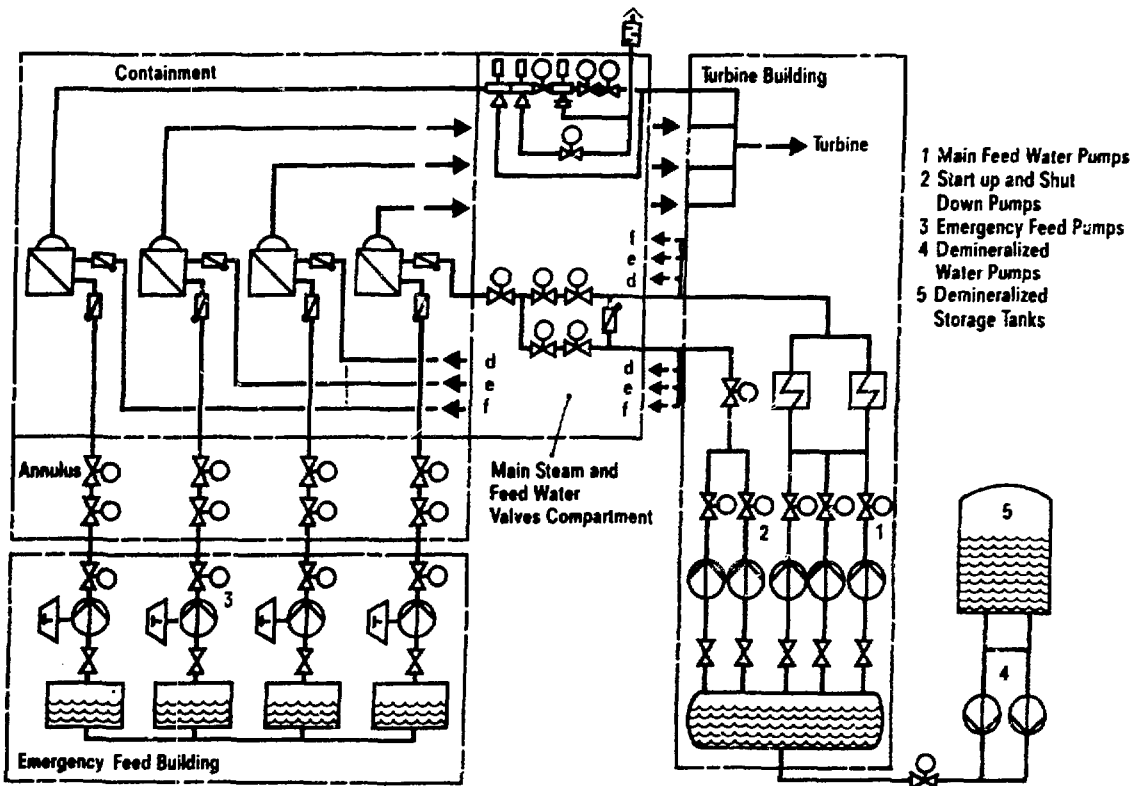 Containment
Turbine Building
Turbine
1 Main Feed Water Pumps
2 Start up and Shut
Down Pumps
3 Emergency Feed Pumps
4 Demineralized
Water Pumps
5 Demineralized
Storage Tanks
f
e
d
d
e
f
d
e
f
Annulus
Main Steam and
Feed Water
Valves Compartment
5
2
1
3
4
Emergency Feed Building